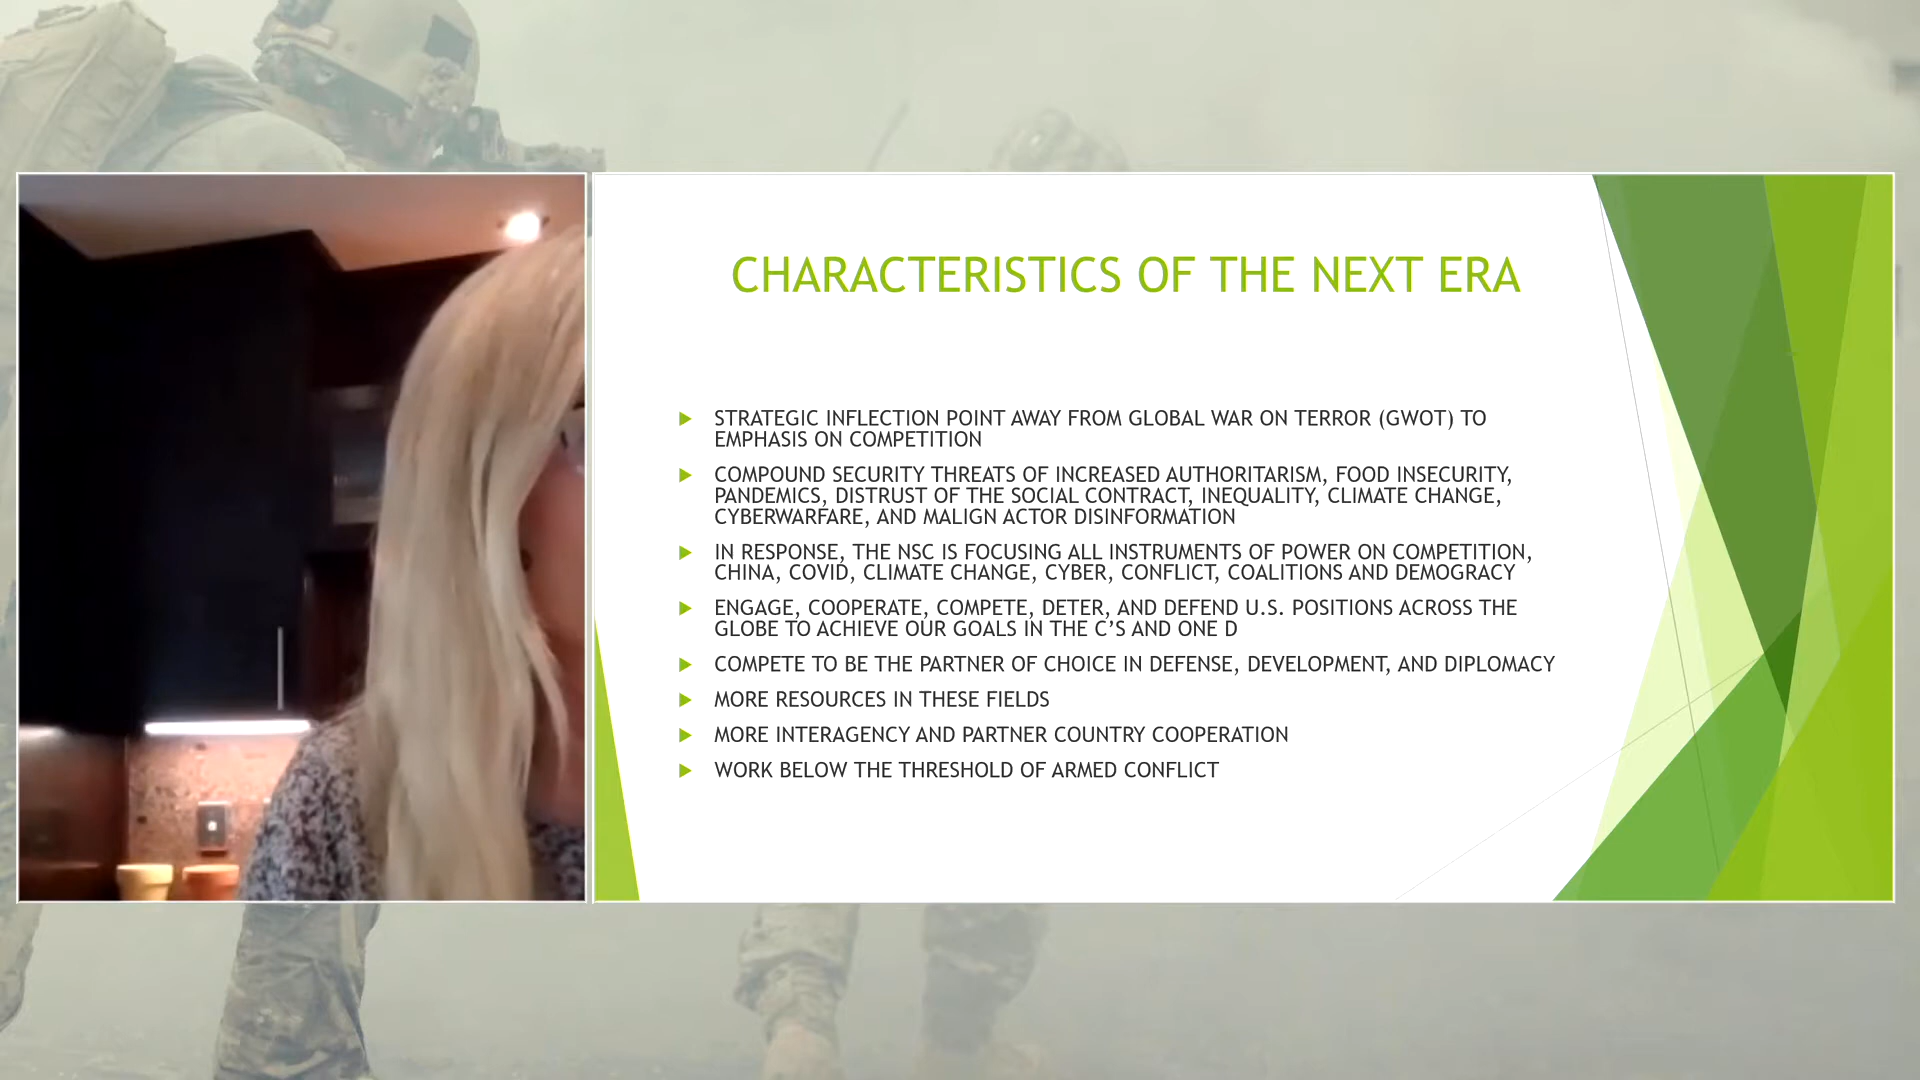 CHARACTERISTICS OF THE NEXT ERA
STRATEGIC INFLECTION POINT AWAY FROM GLOBAL WAR ON TERROR (GWOT) TO
EMPHASIS ON COMPETITION
COMPOUND SECURITY THREATS OF INCREASED AUTHORITARISM, FOOD INSECURITY,
PANDEMICS, DISTRUST OF THE SOCIAL CONTRACT, INEQUALITY, CLIMATE CHANGE,
CYBERWARFARE, AND MALIGN ACTOR DISINFORMATION
IN RESPONSE, THE NSC IS FOCUSING ALL INSTRUMENTS OF POWER ON COMPETITION,
CHINA, COVID, CLIMATE CHANGE, CYBER, CONFLICT, COALITIONS AND DEMOGRACY
ENGAGE, COOPERATE, COMPETE, DETER, AND DEFEND U.S. POSITIONS ACROSS THE
GLOBE TO ACHIEVE OUR GOALS IN THE C’S AND ONE D
COMPETE TO BE THE PARTNER OF CHOICE IN DEFENSE, DEVELOPMENT, AND DIPLOMACY
MORE RESOURCES IN THESE FIELDS
MORE INTERAGENCY AND PARTNER COUNTRY COOPERATION
WORK BELOW THE THRESHOLD OF ARMED CONFLICT